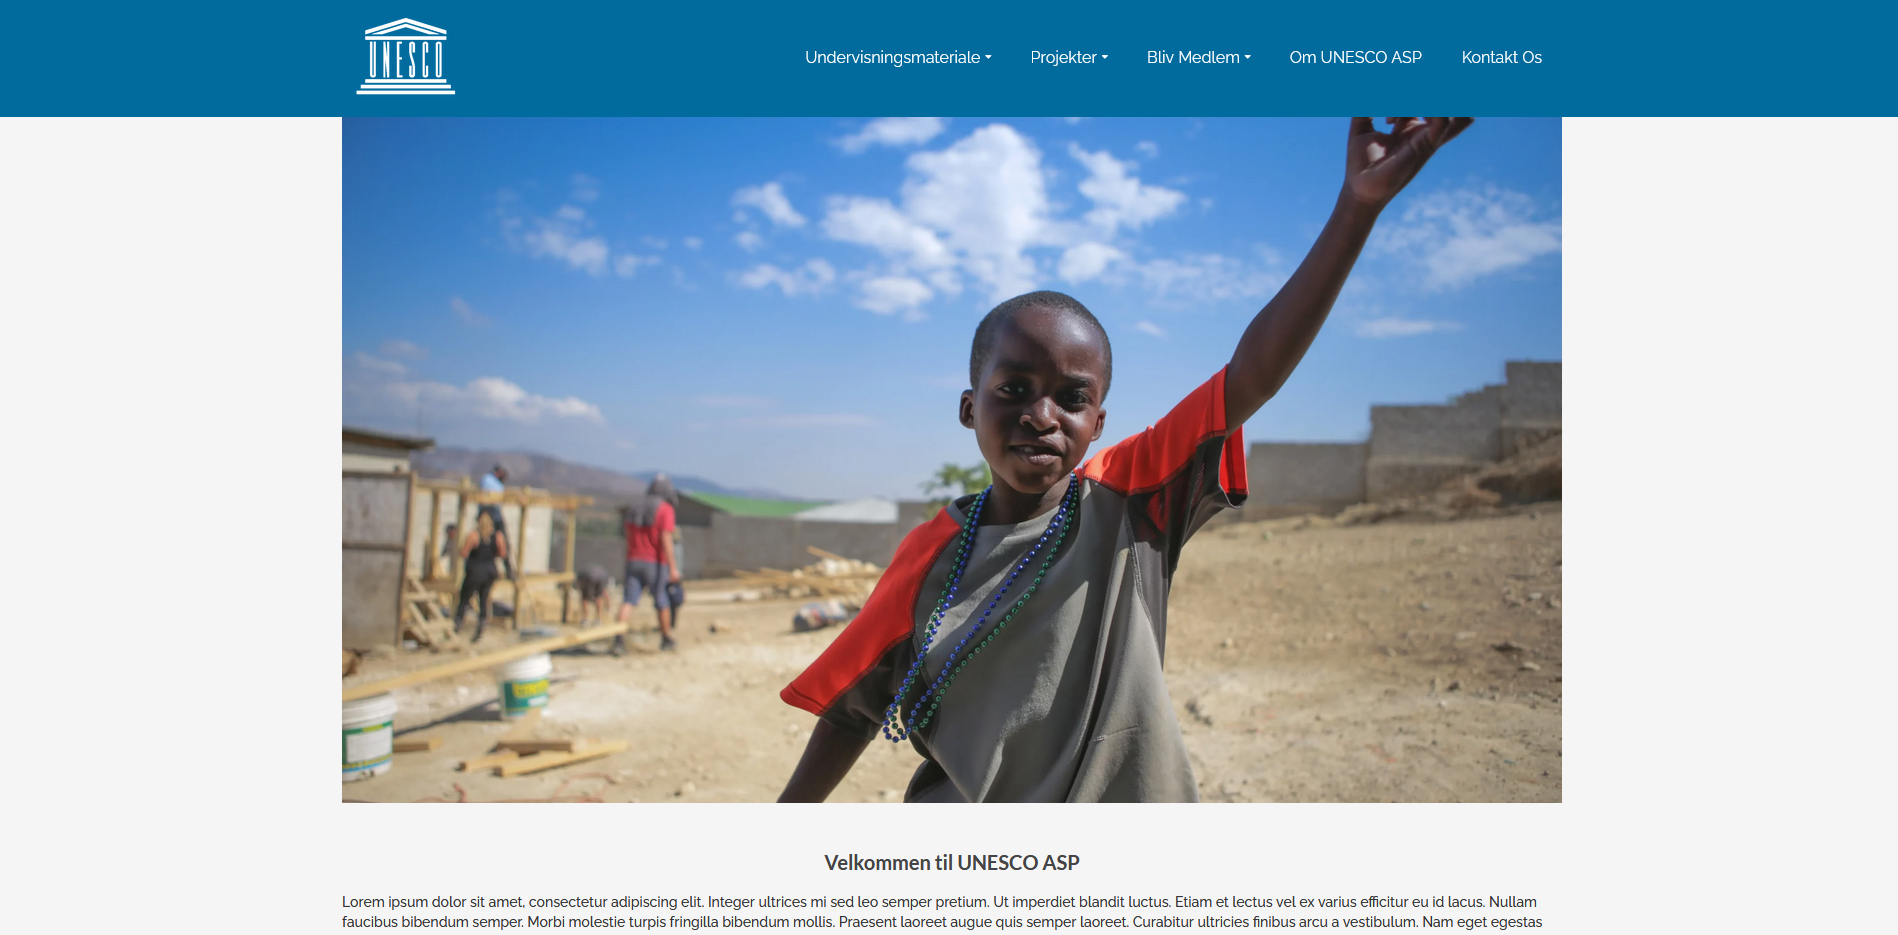 UNESCO
Undervisningsmateriale Projekter Bliv Medlem Om UNESCO ASP Kontakt Os
Velkommen til UNESCO ASP
Lorem ipsum dolor sit amet, consectetur adipiscing elit. Integer ultrices mi sed leo semper pretium. Ut imperdiet blandit luctus. Etiam et lectus vel ex varius efficitur eu id lacus. Nullam
faucibus bibendum semper. Morbi molestie turpis fringilla bibendum mollis. Praesent laoreet augue quis semper laoreet. Curabitur ultricies finibus arcu a vestibulum. Nam eget egestas